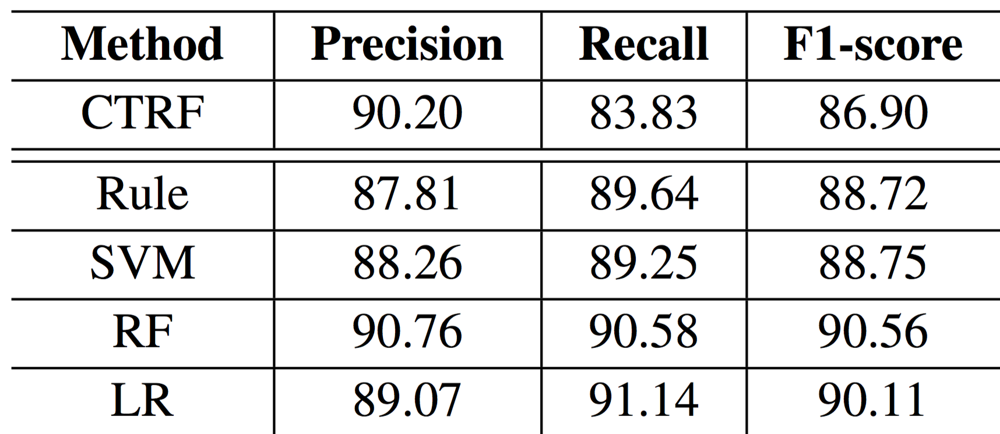 Method Precision Recall F1-score
CTRF 90.20 83.83 86.90
Rule 87.81 89.64 88.72
SVM 88.26 89.25 88.75
RF 90.76 90.58 90.56
LR 89.07 91.14 90.11